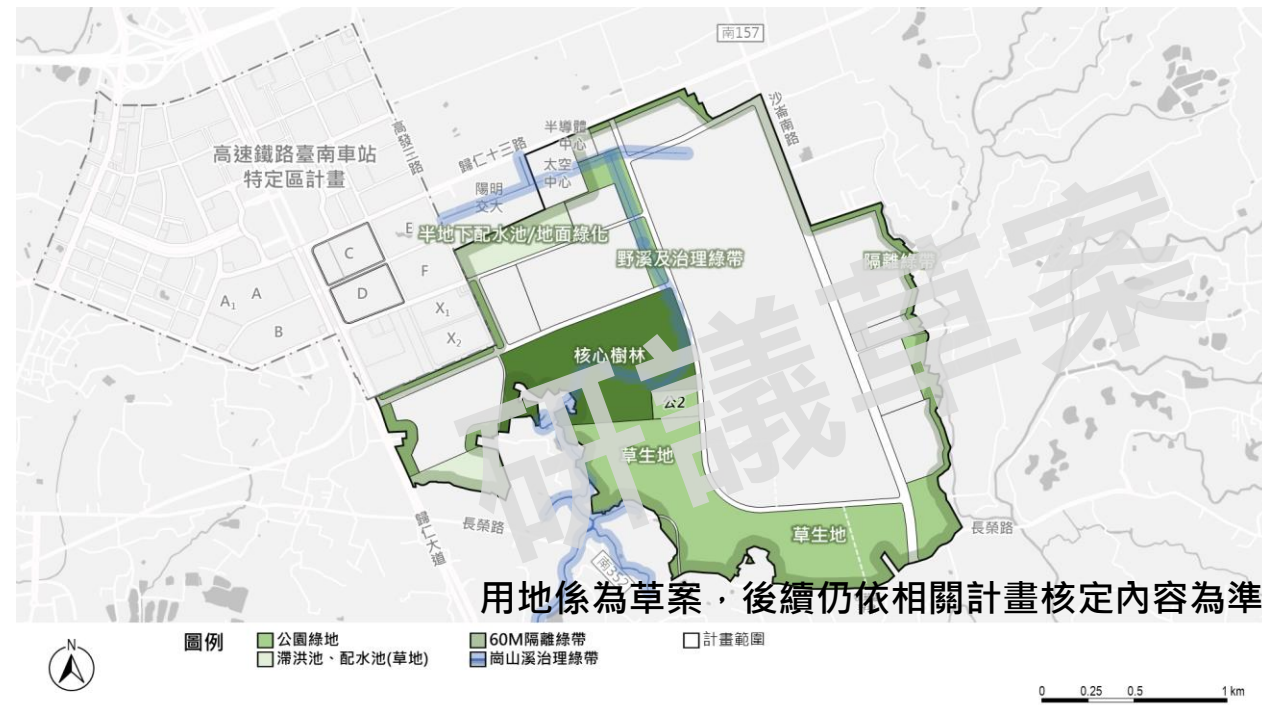 南157
沙崙南路
半導體
中心
高發三路
歸仁十三路
高速鐵路臺南車站
特定區計畫
太空
中心
陽明
交大
E
半地下配水池/地面綠化
野溪及治理綠帶
隔離綠帶
C
F
D
A₁
A
X₁
B
X₂
核心樹林
公2
草生地
研議草案
歸仁大道
長榮路
草生地
長榮路
南352
用地係為草案，後續仍依相關計畫核定內容為準
N
圖例
公園綠地
60M隔離綠帶
計畫範圍
滯洪池、配水池(草地)
崗山溪治理綠帶
0 0.25 0.5 1 km